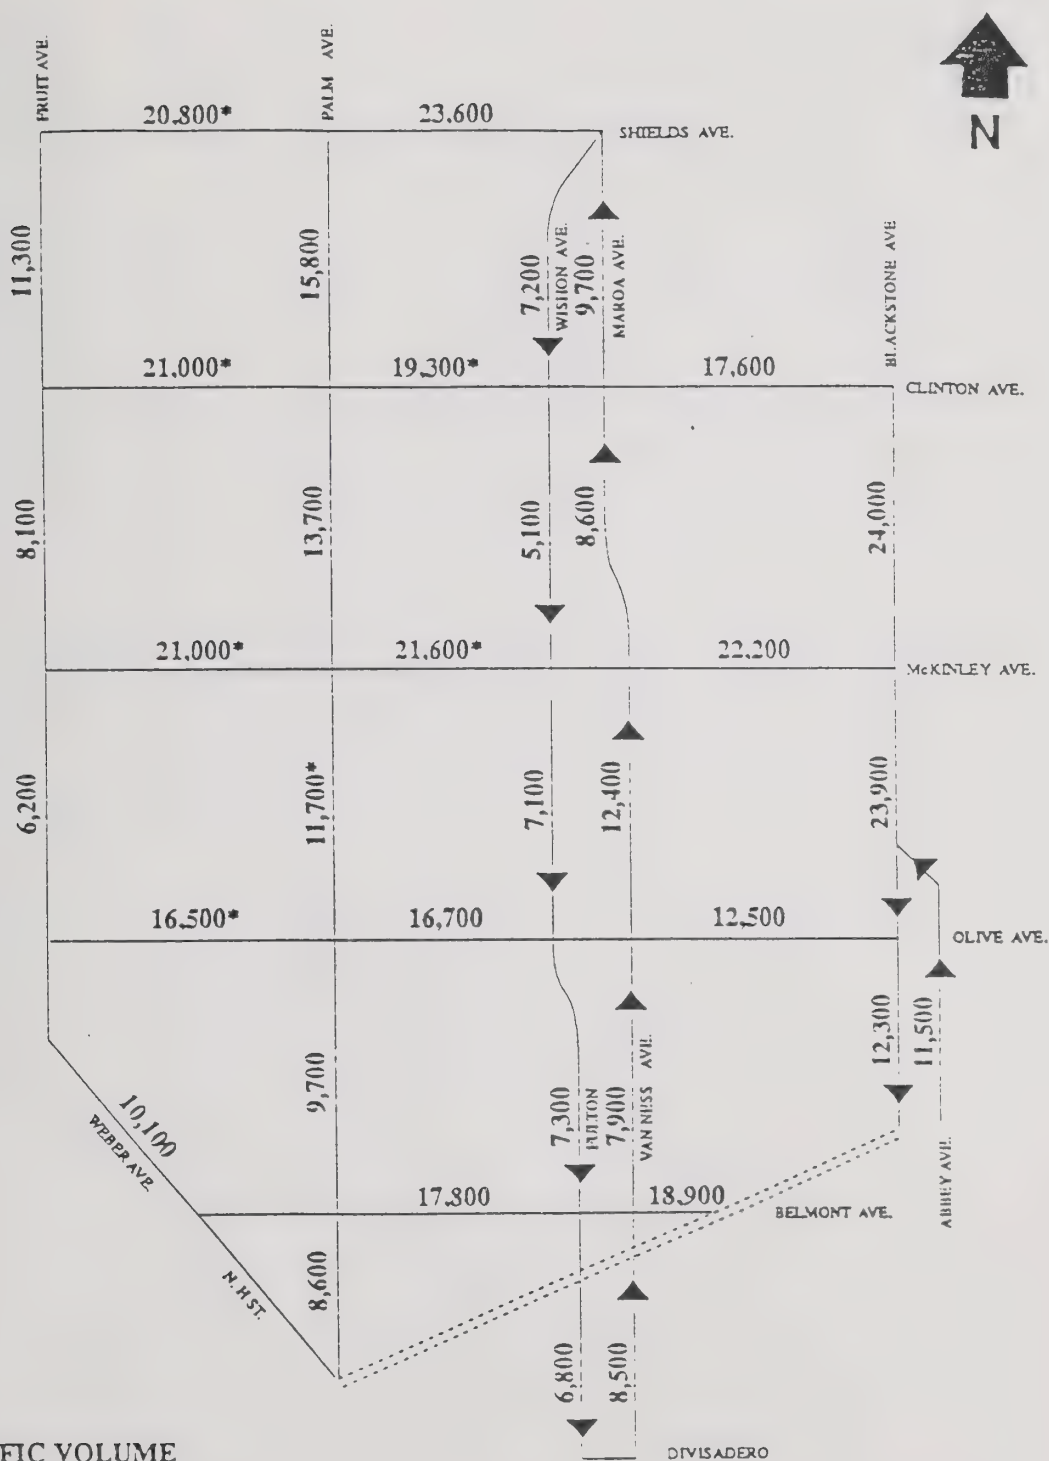 FRUIT AVE.
PALM AVE.
20,800*
23,600
SHIELDS AVE.
N
11,300
15,800
7,200
WISHON AVE.
9,700
MAROA AVE.
BLACKSTONE AVE
21,000*
19,300*
17,600
CLINTON AVE.
8,100
13,700
5,100
8,600
24,000
21,000*
21,600*
22,200
McKINLEY AVE.
6,200
11,700*
7,100
12,400
23,900
16,500*
16,700
12,500
OLIVE AVE.
12,300
11,500
9,700
7,300
FULTON
7,900
VAN NESS AVE.
10,100
WEBER AVE.
ABBEY AVE.
17,800
18,900
BELMONT AVE.
N. H ST.
8,600
6,800
8,500
FIC VOLUME
DIVISADERO